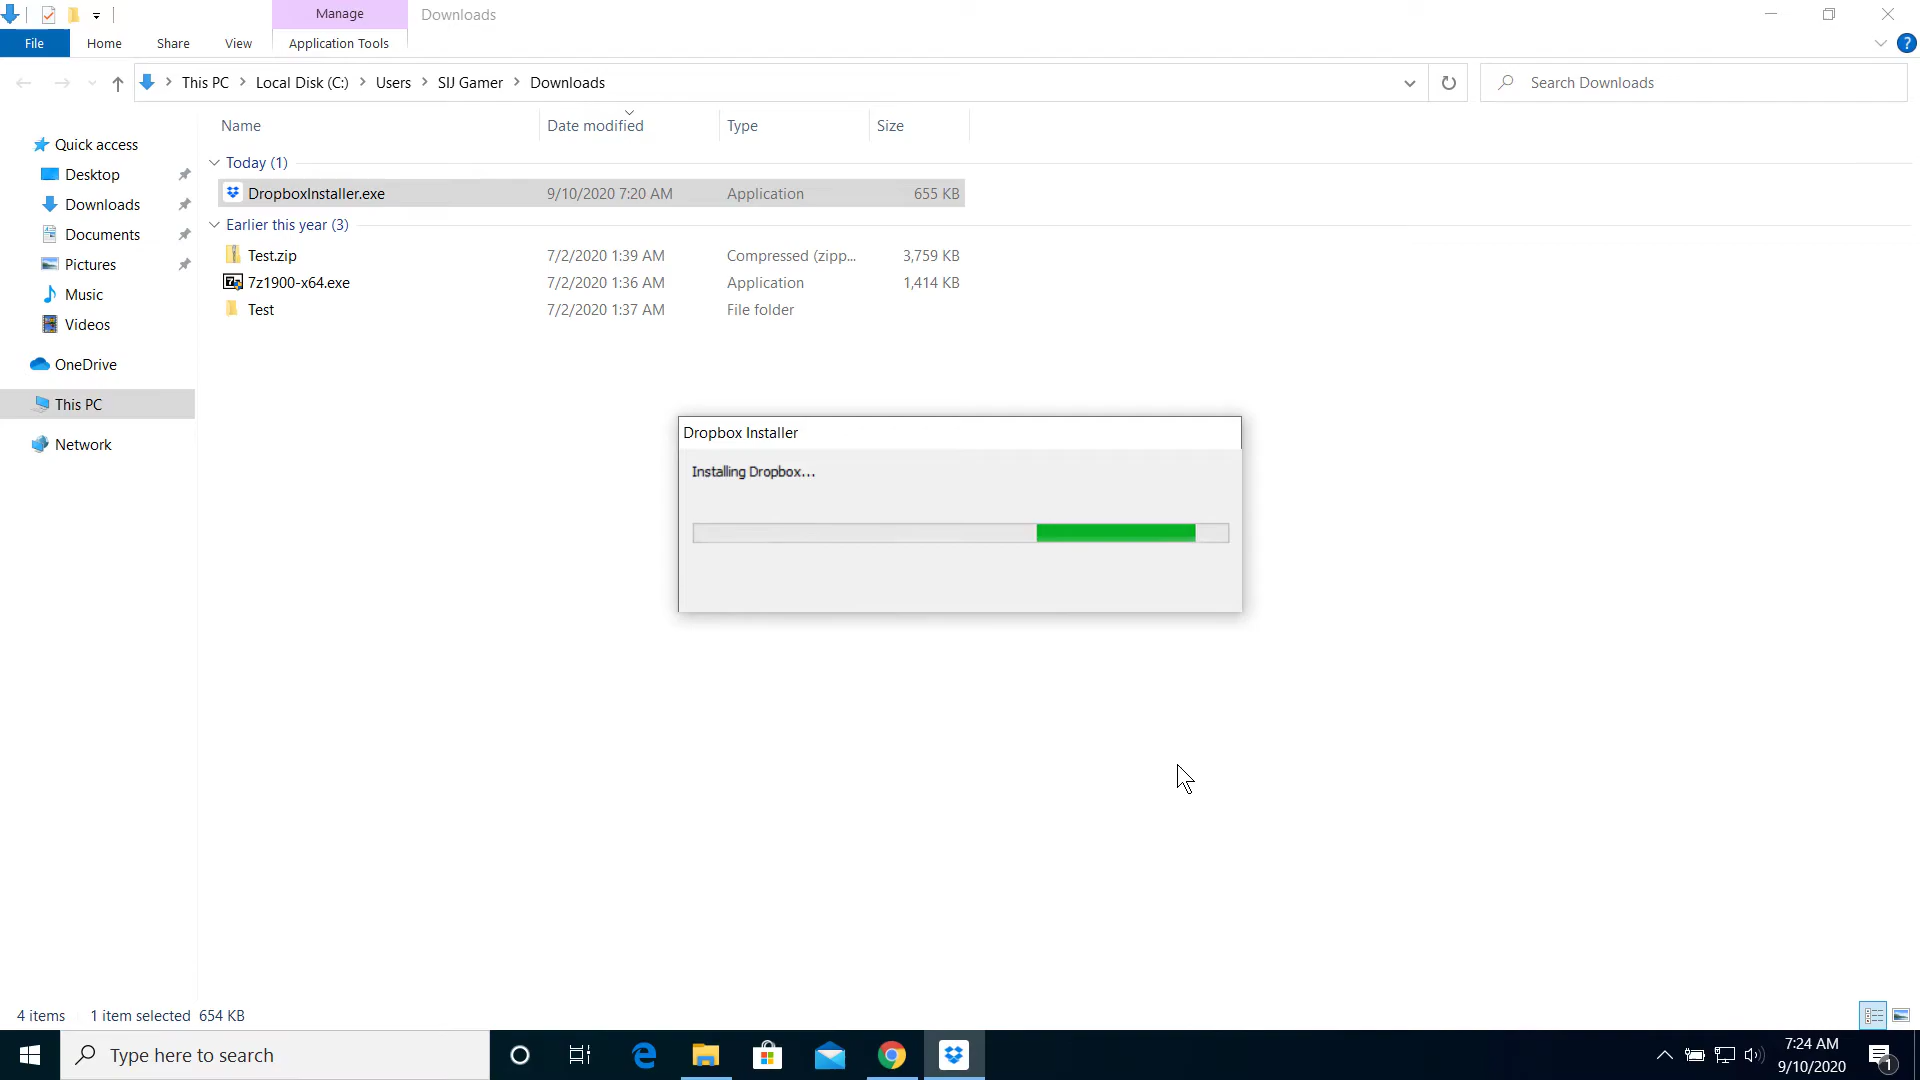 Manage
Downloads
File
Home
Share
View
Application Tools
?
This PC
Local Disk (C:)
Users
SIJ Gamer
Downloads
Search Downloads
Name
Date modified
Type
Size
Quick access
Desktop
Downloads
Documents
Pictures
Music
Videos
OneDrive
This PC
Network
Today (1)
DropboxInstaller.exe 9/10/2020 7:20 AM Application 655 KB
Earlier this year (3)
Test.zip 7/2/2020 1:39 AM Compressed (zipp... 3,759 KB
7z1900-x64.exe 7/2/2020 1:36 AM Application 1,414 KB
Test 7/2/2020 1:37 AM File folder
Dropbox Installer
Installing Dropbox...
4 items 1 item selected 654 KB
Type here to search
7:24 AM
9/10/2020
1